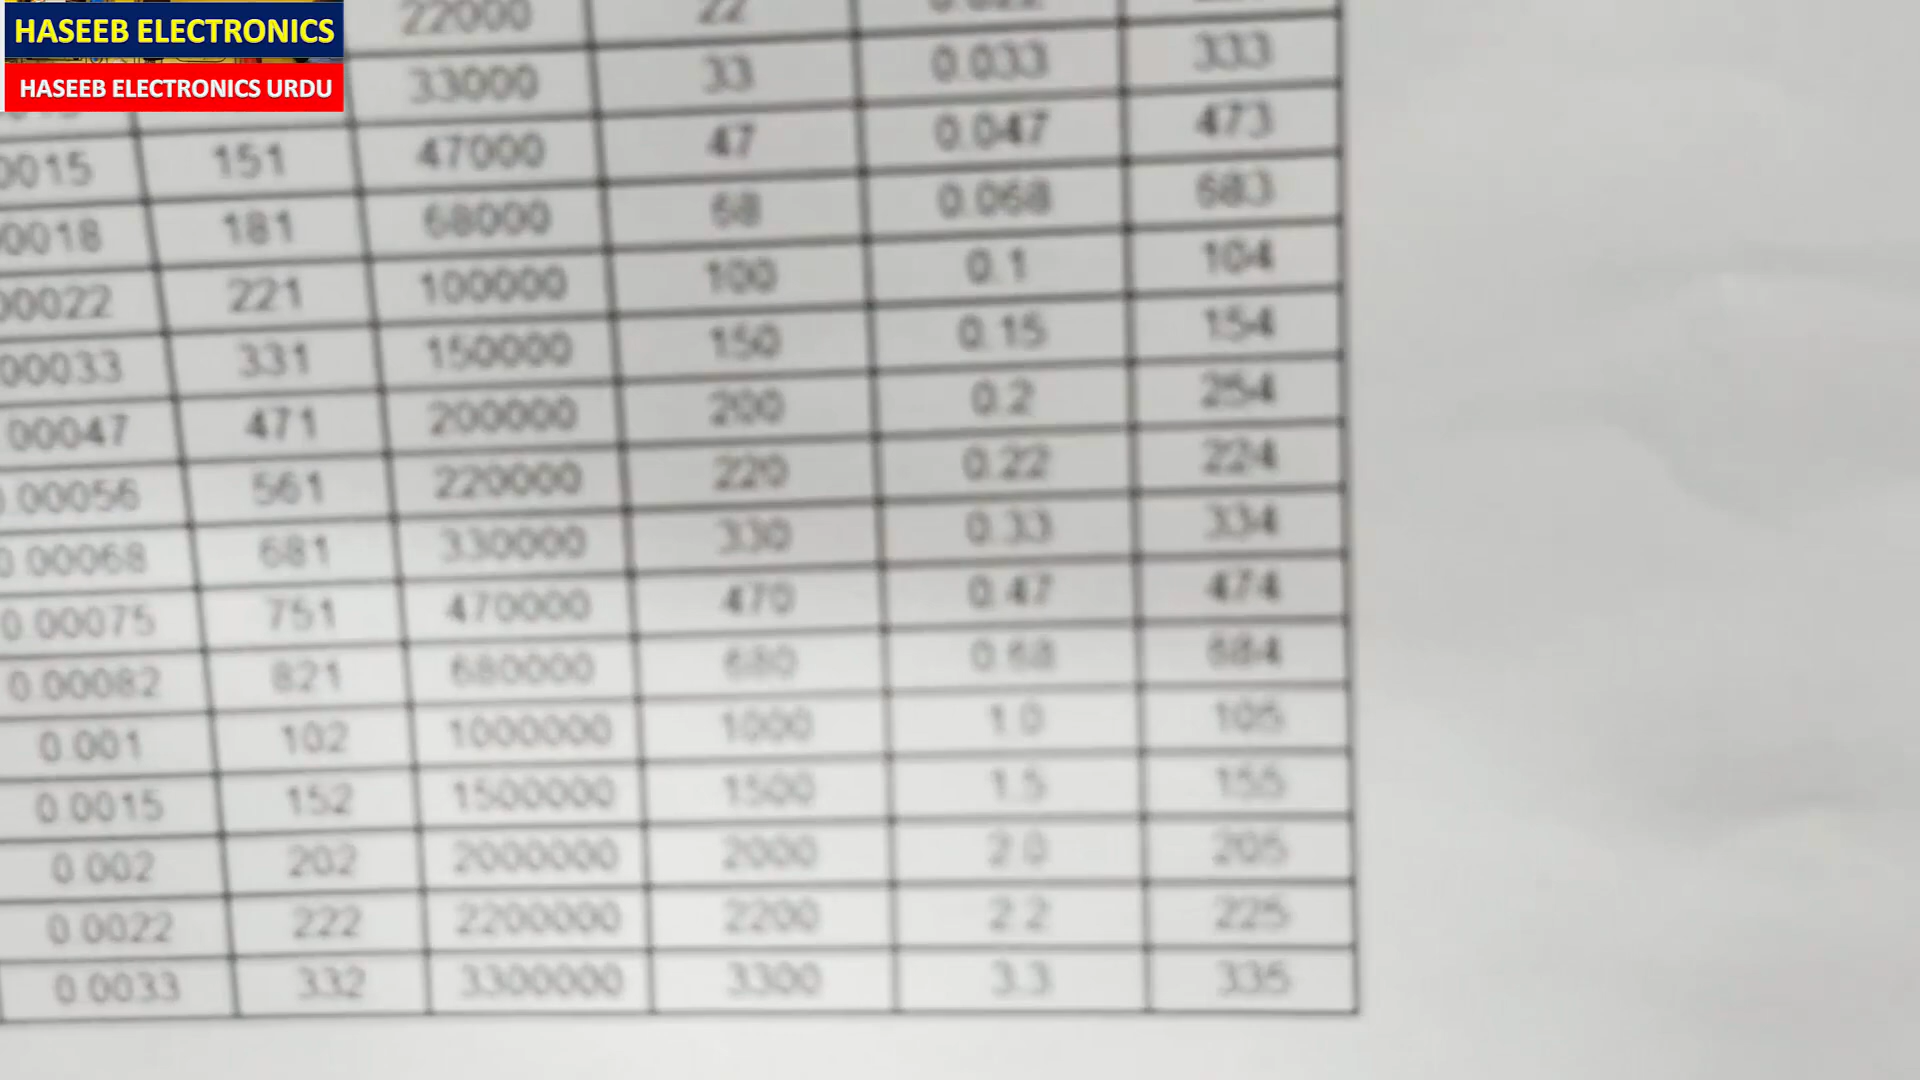 HASEEB ELECTRONICS
HASEEB ELECTRONICS URDU
22000 22
33000 33 0.033 333
0015 151 47000 47 0.047 473
0018 181 68000 68 0.068 683
00022 221 100000 100 0.1 104
00033 331 150000 150 0.15 154
00047 471 200000 200 0.2 254
0.00056 561 220000 220 0.22 224
0.00068 681 330000 330 0.33 334
0.00075 751 470000 470 0.47 474
0.00082 821 680000 680 0.68 684
0.001 102 1000000 1000 1.0 105
0.0015 152 1500000 1500 1.5 155
0.002 202 2000000 2000 2.0 205
0.0022 222 2200000 2200 2.2 225
0.0033 332 3300000 3300 3.3 335